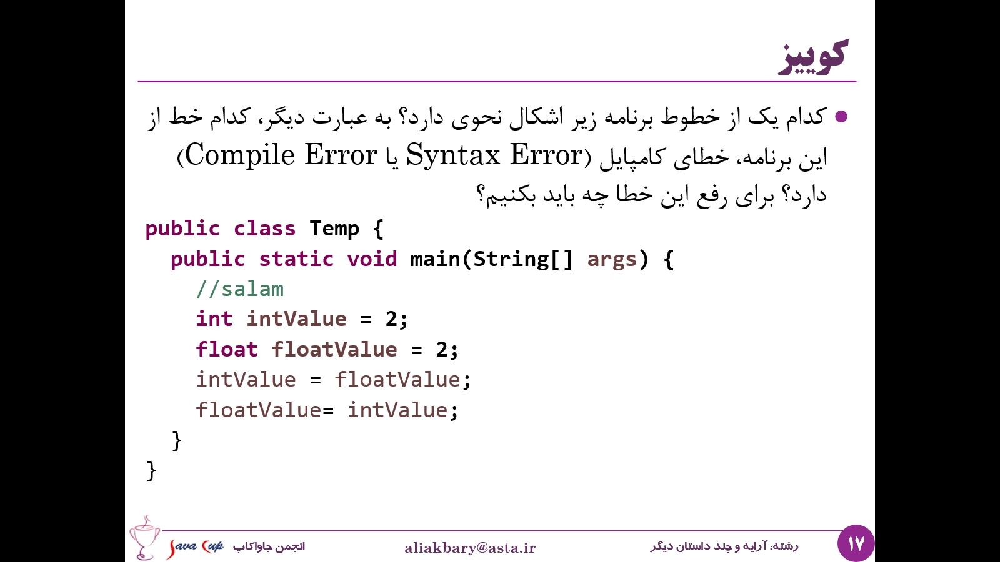 کوییز
کدام یک از خطوط برنامه زیر اشکال نحوی دارد؟ به عبارت دیگر، کدام خط از
این برنامه، خطای کامپایل (Syntax Error یا Compile Error)
دارد؟ برای رفع این خطا چه باید بکنیم؟
public class Temp {
public static void main(String[] args) {
//salam
int intValue = 2;
float floatValue = 2;
intValue = floatValue;
floatValue= intValue;
}
}
Java Cup انجمن جاواکاپ
aliakbary@asta.ir
رشته، آرایه و چند داستان دیگر
۱۷